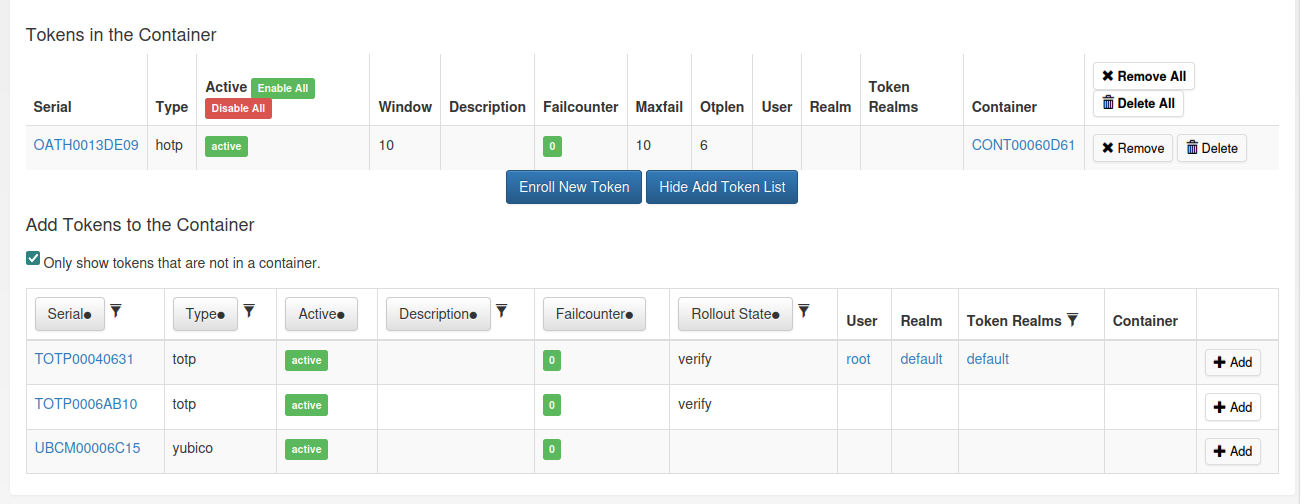 Tokens in the Container
Serial Type Active Enable All Disable All Window Description Failcounter Maxfail Otplen User Realm Token Realms Container Remove All Delete All
OATH0013DE09 hotp active 10 0 10 6 CONT00060D61 Remove Delete
Enroll New Token Hide Add Token List
Add Tokens to the Container
Only show tokens that are not in a container.
Serial Type Active Description Failcounter Rollout State User Realm Token Realms Container
TOTP00040631 totp active 0 verify root default default Add
TOTP0006AB10 totp active 0 verify Add
UBCM00006C15 yubico active 0 Add